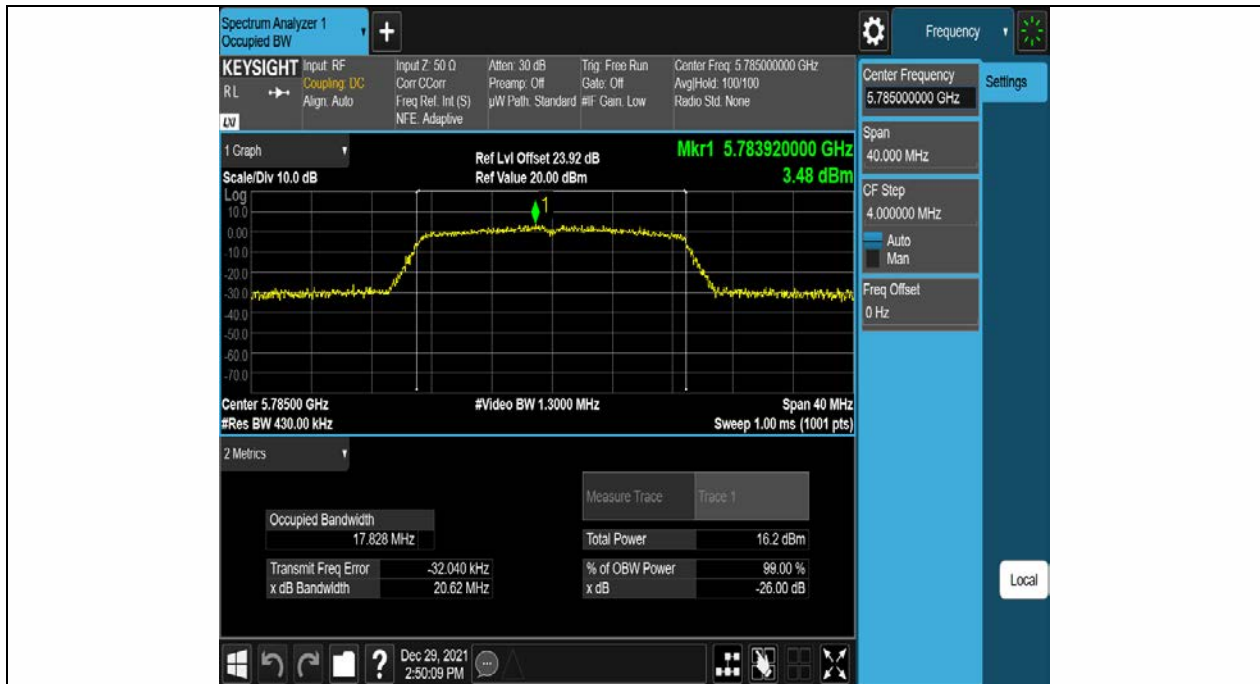 Spectrum Analyzer 1
Occupied BW
+
Frequency
KEYSIGHT
RL
LXI
Input: RF
Coupling: DC
Align: Auto
Input Z: 50 Ω
Corr CCorr
Freq Ref: Int (S)
NFE: Adaptive
Atten: 30 dB
Preamp: Off
µW Path: Standard
Trig: Free Run
Gate: Off
#IF Gain: Low
Center Freq: 5.785000000 GHz
Avg|Hold: 100/100
Radio Std: None
Center Frequency
5.785000000 GHz
Settings
Span
40.000 MHz
CF Step
4.000000 MHz
Auto
Man
Freq Offset
0 Hz
Local
1 Graph
Scale/Div 10.0 dB
Ref Lvl Offset 23.92 dB
Ref Value 20.00 dBm
Mkr1 5.783920000 GHz
3.48 dBm
Log
10.0
0.00
-10.0
-20.0
-30.0
-40.0
-50.0
-60.0
-70.0
1
Center 5.78500 GHz
#Video BW 1.3000 MHz
Span 40 MHz
#Res BW 430.00 kHz
Sweep 1.00 ms (1001 pts)
2 Metrics
Measure Trace Trace 1
Occupied Bandwidth
17.828 MHz
Total Power 16.2 dBm
Transmit Freq Error -32.040 kHz
% of OBW Power 99.00 %
x dB Bandwidth 20.62 MHz
x dB -26.00 dB
?
Dec 29, 2021
2:50:09 PM